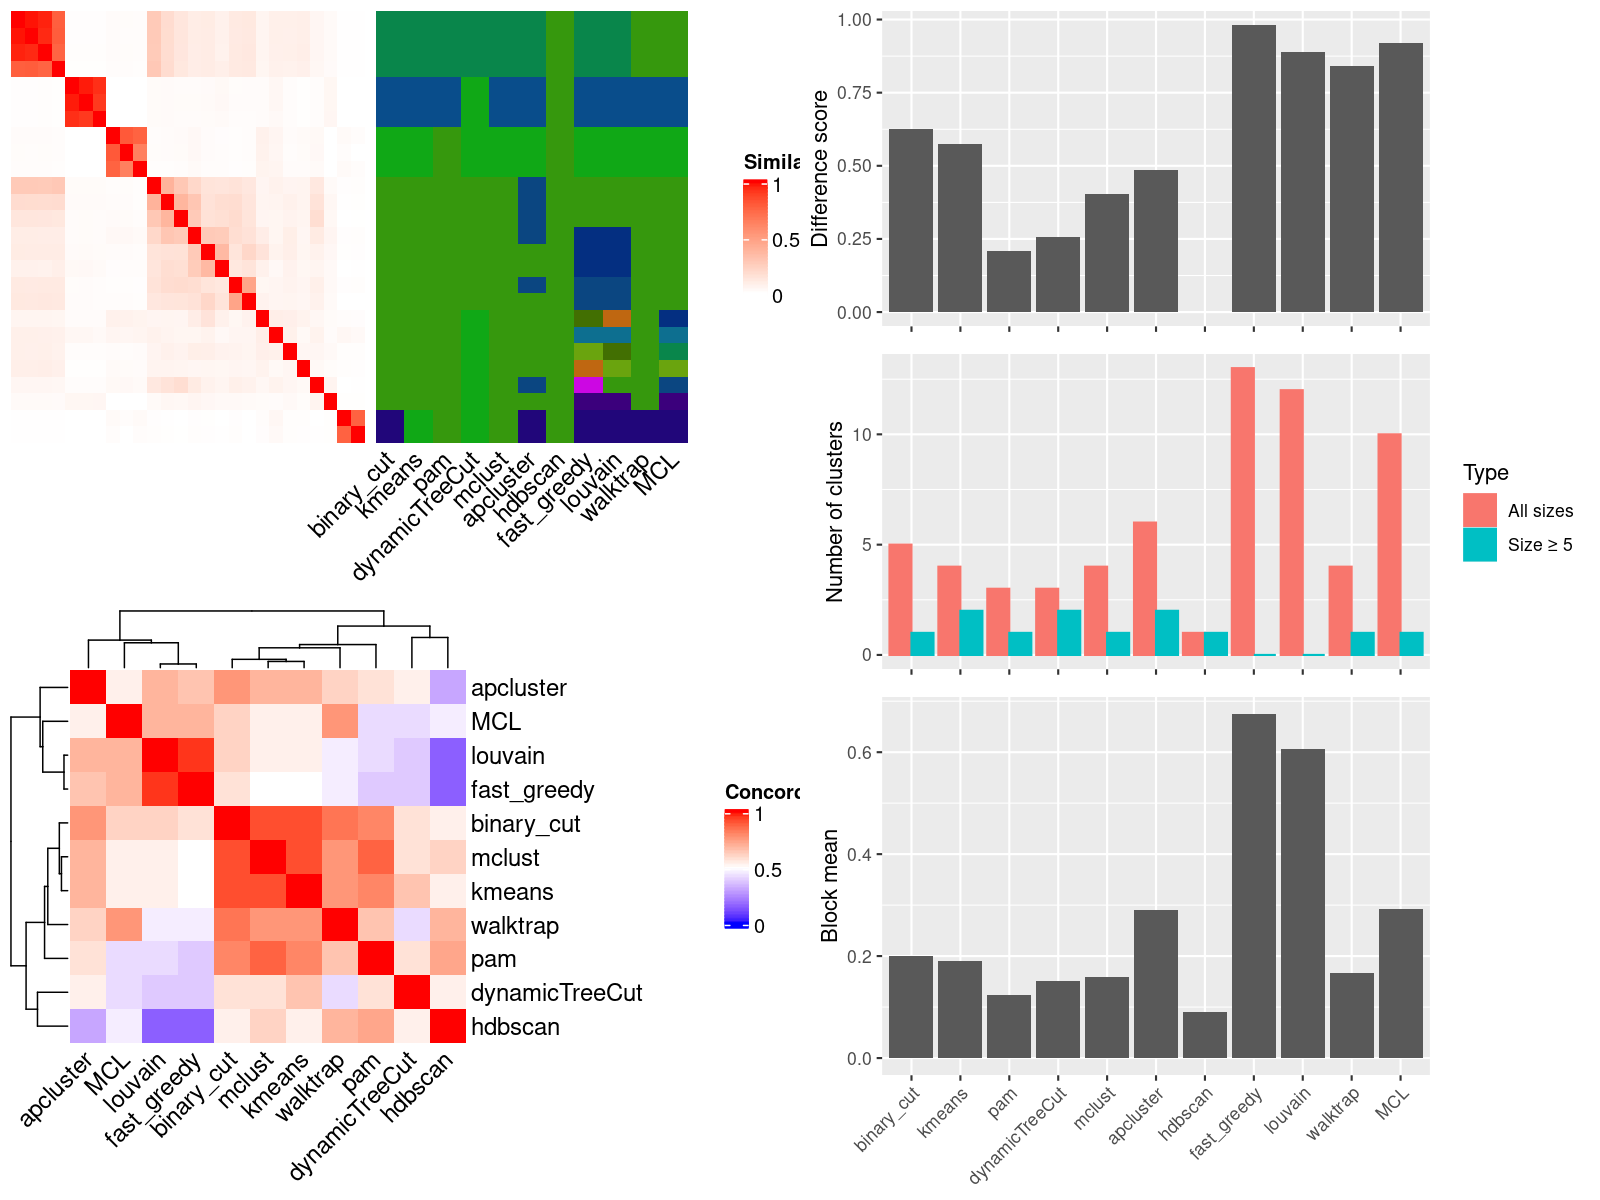 Simila
1
0.5
0
binary_cut
kmeans
pam
dynamicTreeCut
mclust
apcluster
hdbscan
fast_greedy
louvain
walktrap
MCL
Difference score
1.00
0.75
0.50
0.25
0.00
Number of clusters
10
5
0
Type
All sizes
Size ≥ 5
apcluster
MCL
louvain
fast_greedy
binary_cut
mclust
kmeans
walktrap
pam
dynamicTreeCut
hdbscan
apcluster
MCL
louvain
fast_greedy
binary_cut
mclust
kmeans
walktrap
pam
dynamicTreeCut
hdbscan
Concord
1
0.5
0
Block mean
0.6
0.4
0.2
0.0
binary_cut
kmeans
pam
dynamicTreeCut
mclust
apcluster
hdbscan
fast_greedy
louvain
walktrap
MCL